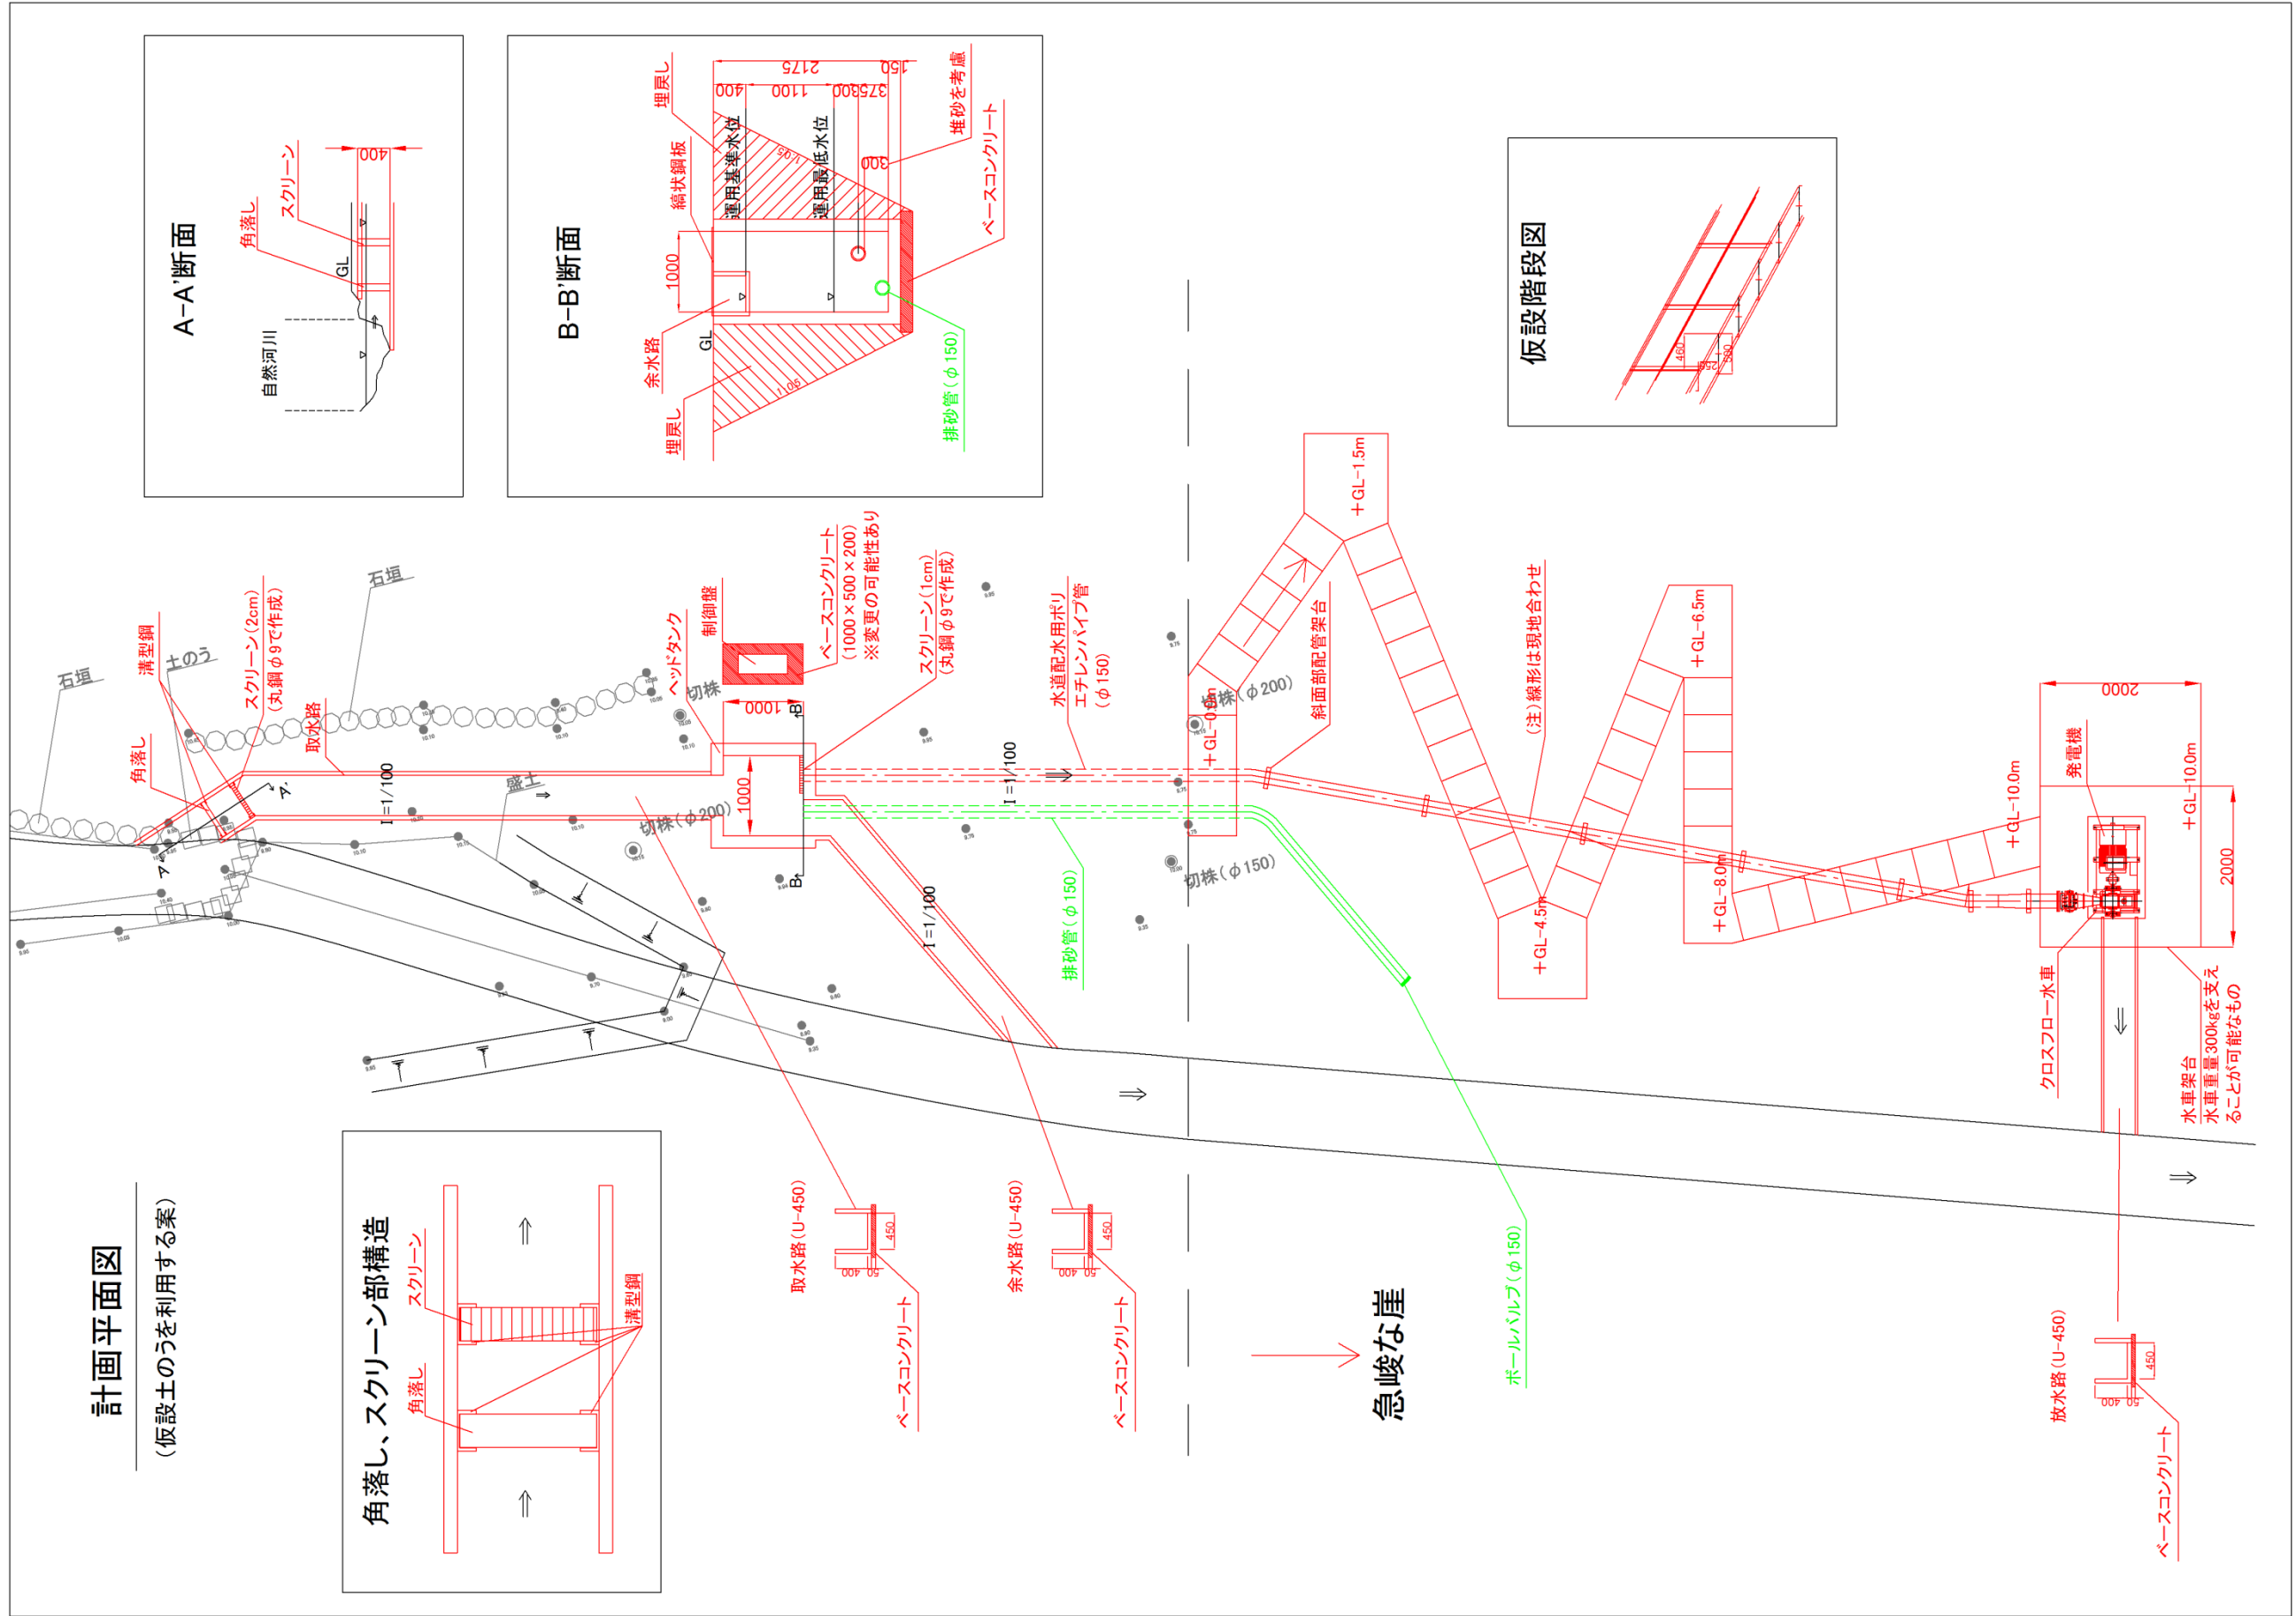 計画平面図
(仮設土のうを利用する案)
角落し、スクリーン部構造
角落し
スクリーン
溝型鋼
A-A'断面
自然河川
GL
角落し
スクリーン
400
B-B'断面
埋戻し
余水路
GL
縞状鋼板
埋戻し
1000
運用基準水位
運用最低水位
400
1100
300
375
2175
150
300
1:0.5
1:0.5
堆砂を考慮
ベースコンクリート
排砂管(φ150)
仮設階段図
460
250
500
石垣
土のう
溝型鋼
角落し
スクリーン(2cm)
(丸鋼φ9で作成)
取水路
石垣
A
A'
I=1/100
盛土
切株(φ200)
切株
ヘッドタンク
制御盤
1000
1000
B
B'
ベースコンクリート
(1000×500×200)
※変更の可能性あり
スクリーン(1cm)
(丸鋼φ9で作成)
I=1/100
I=1/100
水道配水用ポリ
エチレンパイプ管
(φ150)
排砂管(φ150)
切株(φ200)
切株(φ150)
斜面部配管架台
+GL-1.5m
+GL-4.5m
+GL-6.5m
+GL-8.0m
+GL-10.0m
+GL-10.0m
(注)線形は現地合わせ
発電機
2000
2000
クロスフロー水車
水車架台
水車重量300kgを支え
ることが可能なもの
取水路(U-450)
450
400
50
ベースコンクリート
余水路(U-450)
450
400
50
ベースコンクリート
急峻な崖
ボールバルブ(φ150)
放水路(U-450)
450
400
50
ベースコンクリート